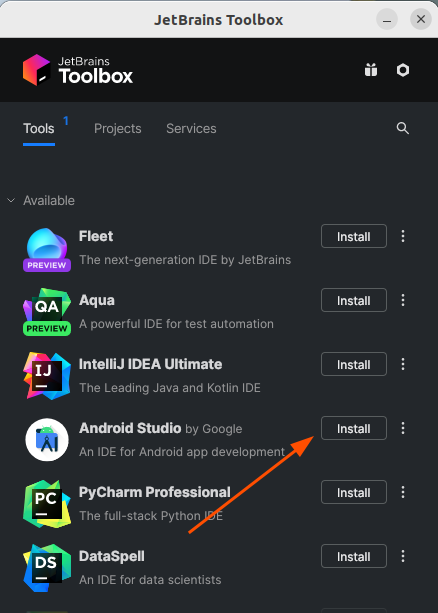 JetBrains Toolbox
JetBrains
Toolbox
Tools 1 Projects Services
Available
Fleet
Install
PREVIEW
The next-generation IDE by JetBrains
QA
Aqua
Install
PREVIEW
A powerful IDE for test automation
IJ
IntelliJ IDEA Ultimate
Install
The Leading Java and Kotlin IDE
Android Studio by Google
Install
An IDE for Android app development
PC
PyCharm Professional
Install
The full-stack Python IDE
DS
DataSpell
Install
An IDE for data scientists